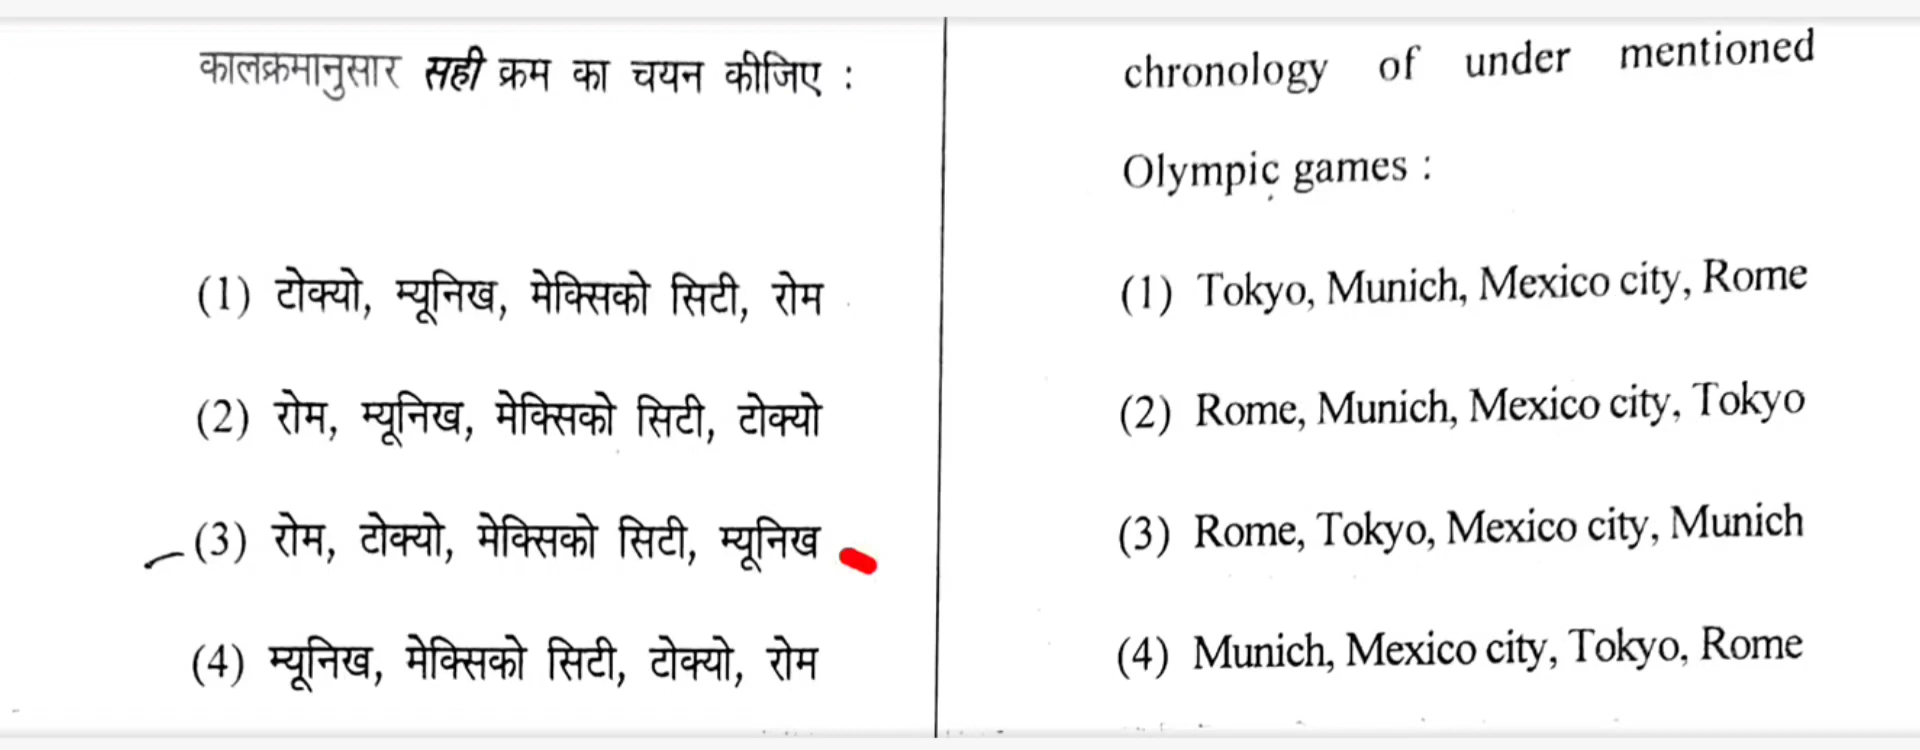 कालक्रमानुसार सही क्रम का चयन कीजिए :
(1) टोक्यो, म्यूनिख, मेक्सिको सिटी, रोम
(2) रोम, म्यूनिख, मेक्सिको सिटी, टोक्यो
(3) रोम, टोक्यो, मेक्सिको सिटी, म्यूनिख
(4) म्यूनिख, मेक्सिको सिटी, टोक्यो, रोम
chronology of under mentioned
Olympic games :
(1) Tokyo, Munich, Mexico city, Rome
(2) Rome, Munich, Mexico city, Tokyo
(3) Rome, Tokyo, Mexico city, Munich
(4) Munich, Mexico city, Tokyo, Rome